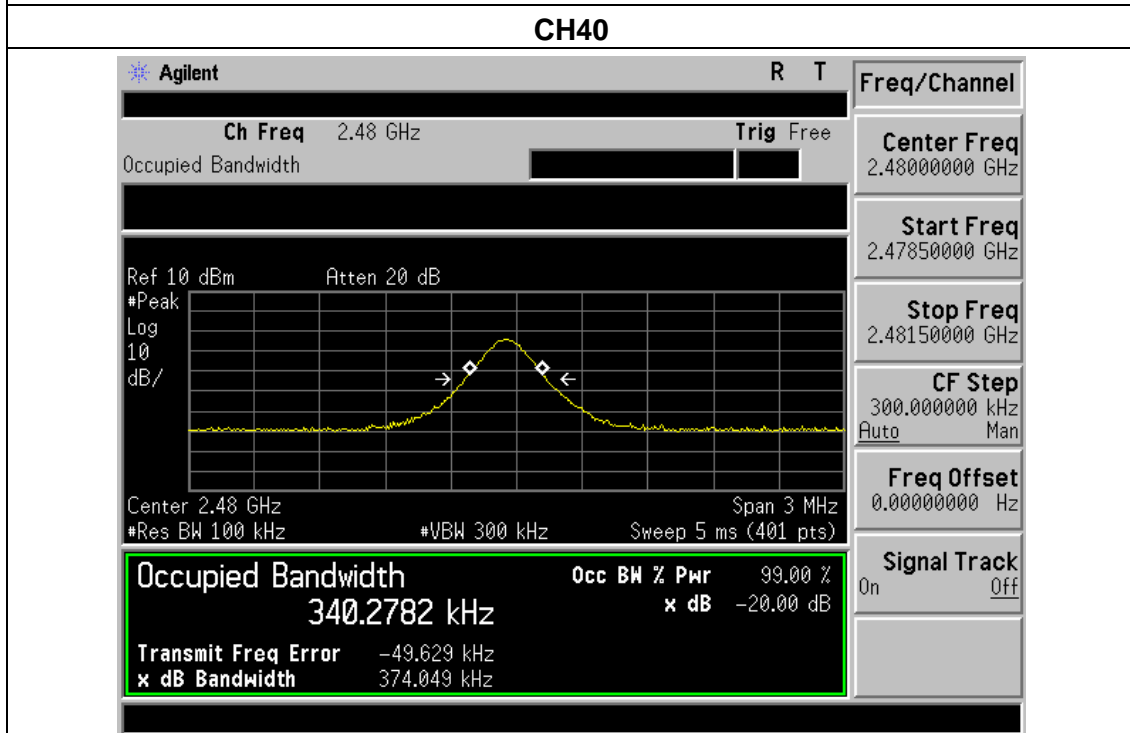 CH40
Agilent R T
Freq/Channel
Ch Freq 2.48 GHz Trig Free
Occupied Bandwidth
Center Freq
2.48000000 GHz
Start Freq
2.47850000 GHz
Ref 10 dBm Atten 20 dB
#Peak
Log
10
dB/
Stop Freq
2.48150000 GHz
CF Step
300.000000 kHz
Auto Man
Freq Offset
0.00000000 Hz
Center 2.48 GHz Span 3 MHz
#Res BW 100 kHz #VBW 300 kHz Sweep 5 ms (401 pts)
Signal Track
On Off
Occupied Bandwidth Occ BW % Pwr 99.00 %
340.2782 kHz x dB -20.00 dB
Transmit Freq Error -49.629 kHz
x dB Bandwidth 374.049 kHz